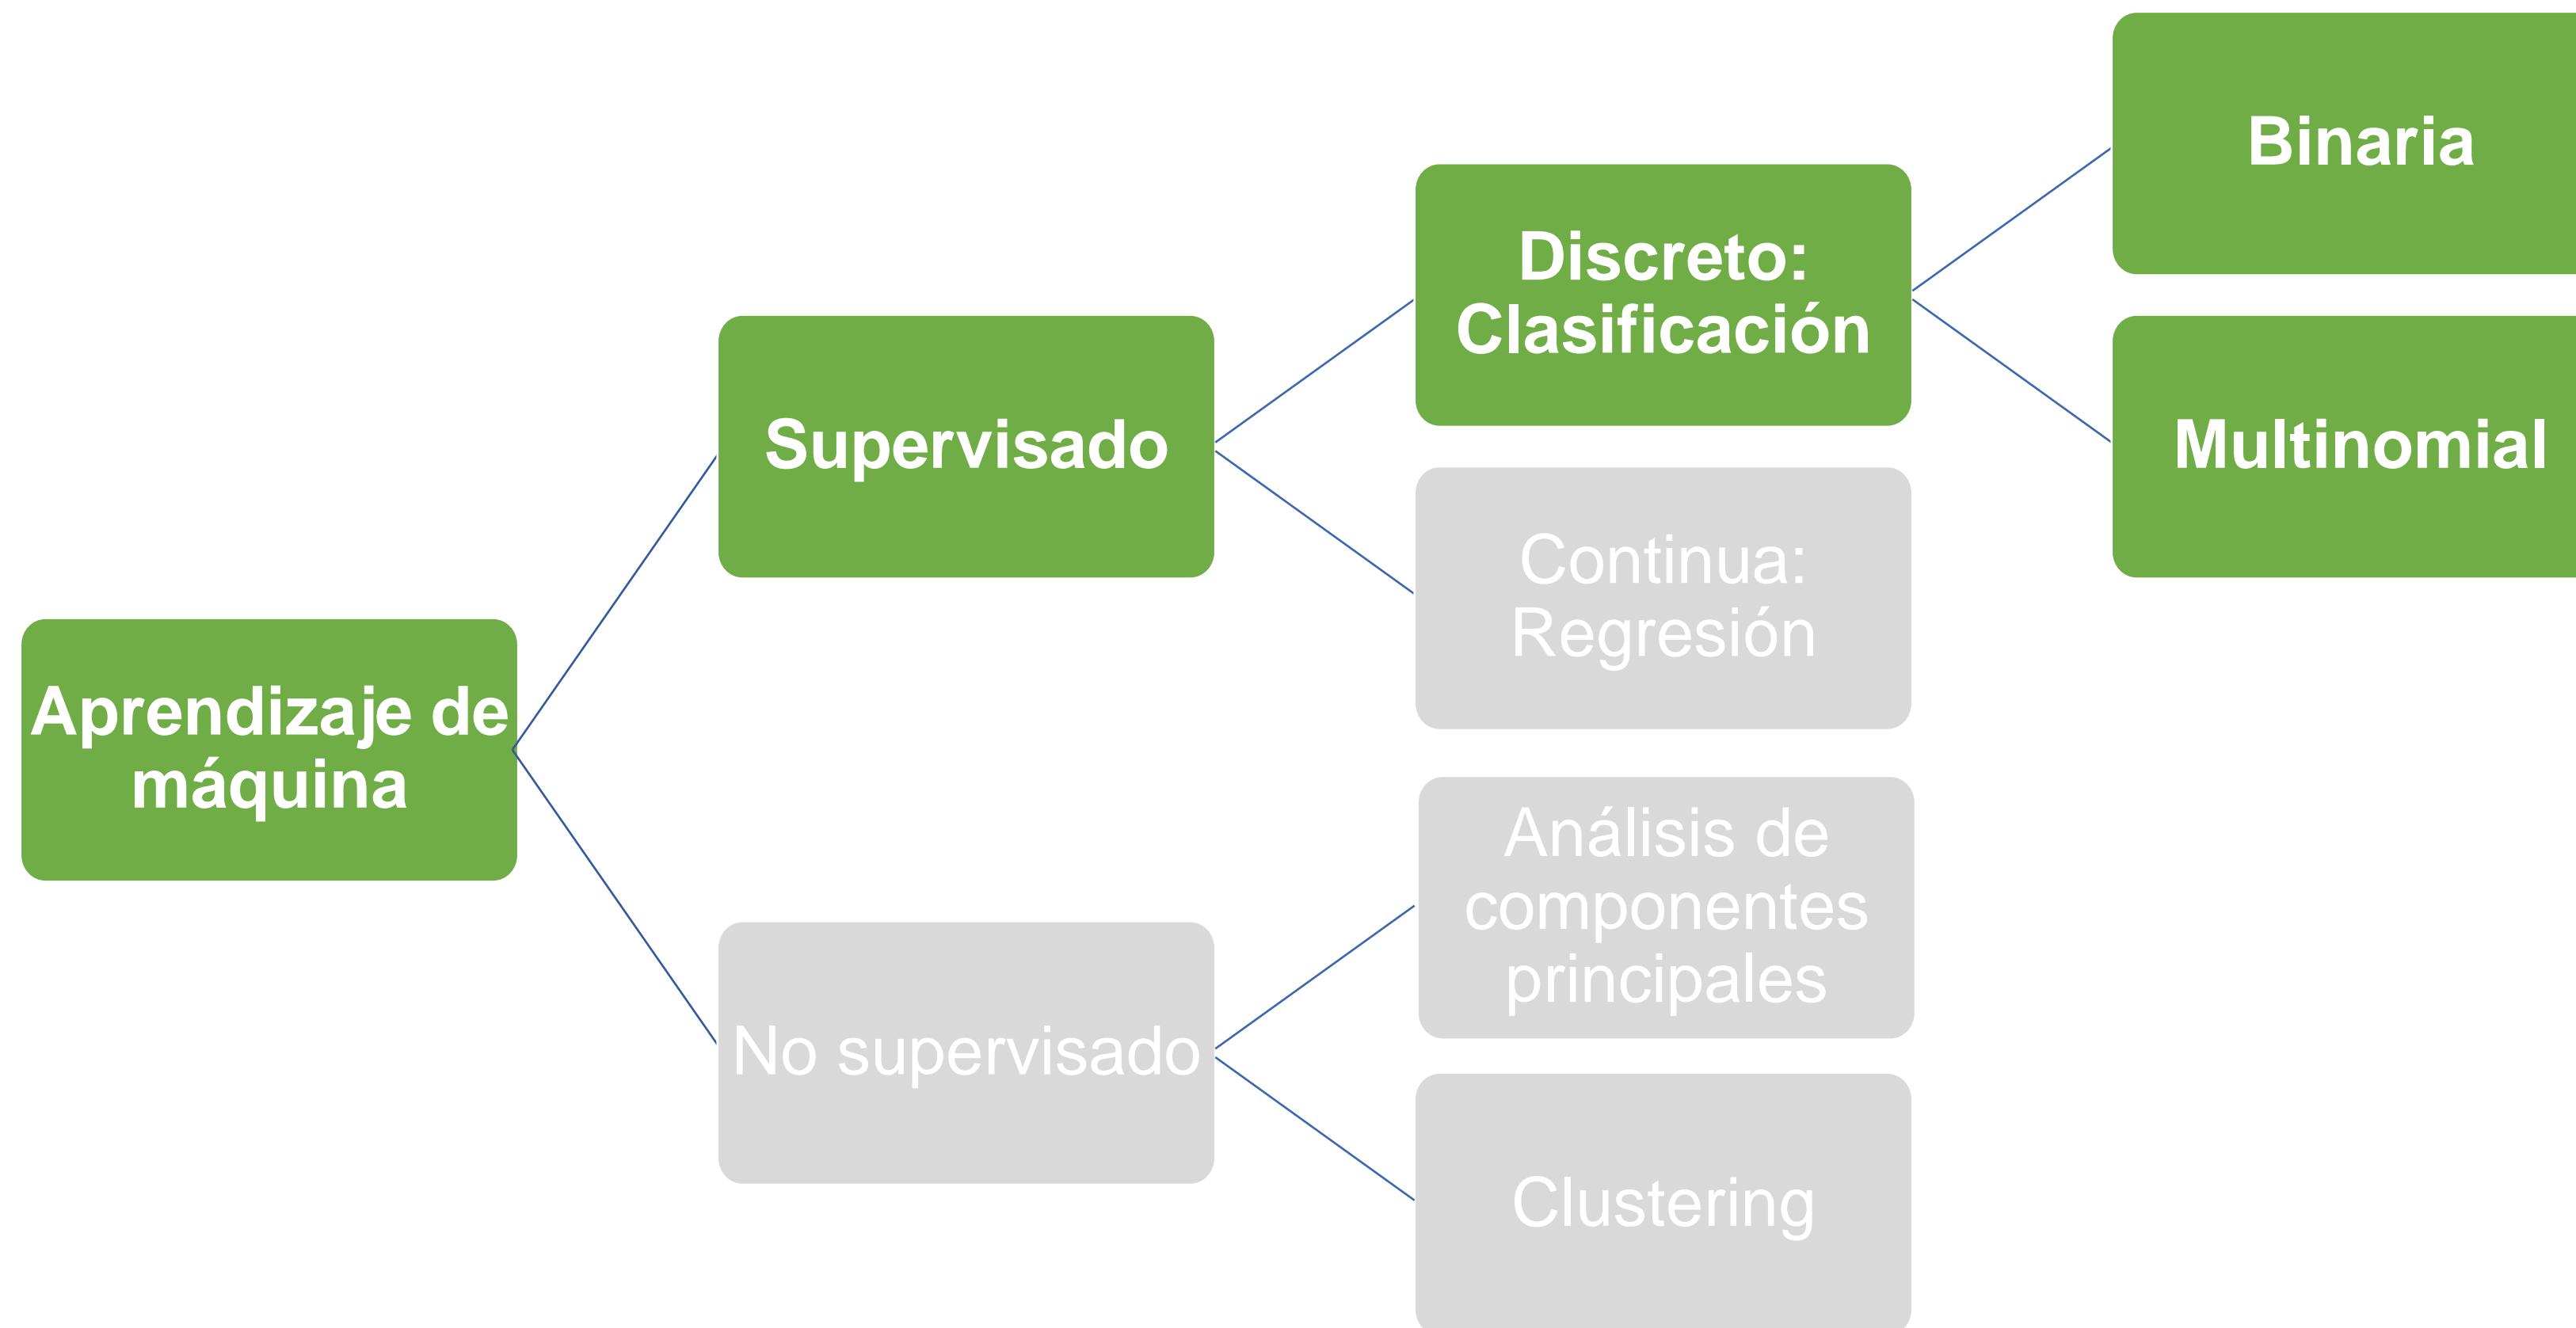 Aprendizaje de
máquina
Supervisado
No supervisado
Discreto:
Clasificación
Continua:
Regresión
Análisis de
componentes
principales
Clustering
Binaria
Multinomial